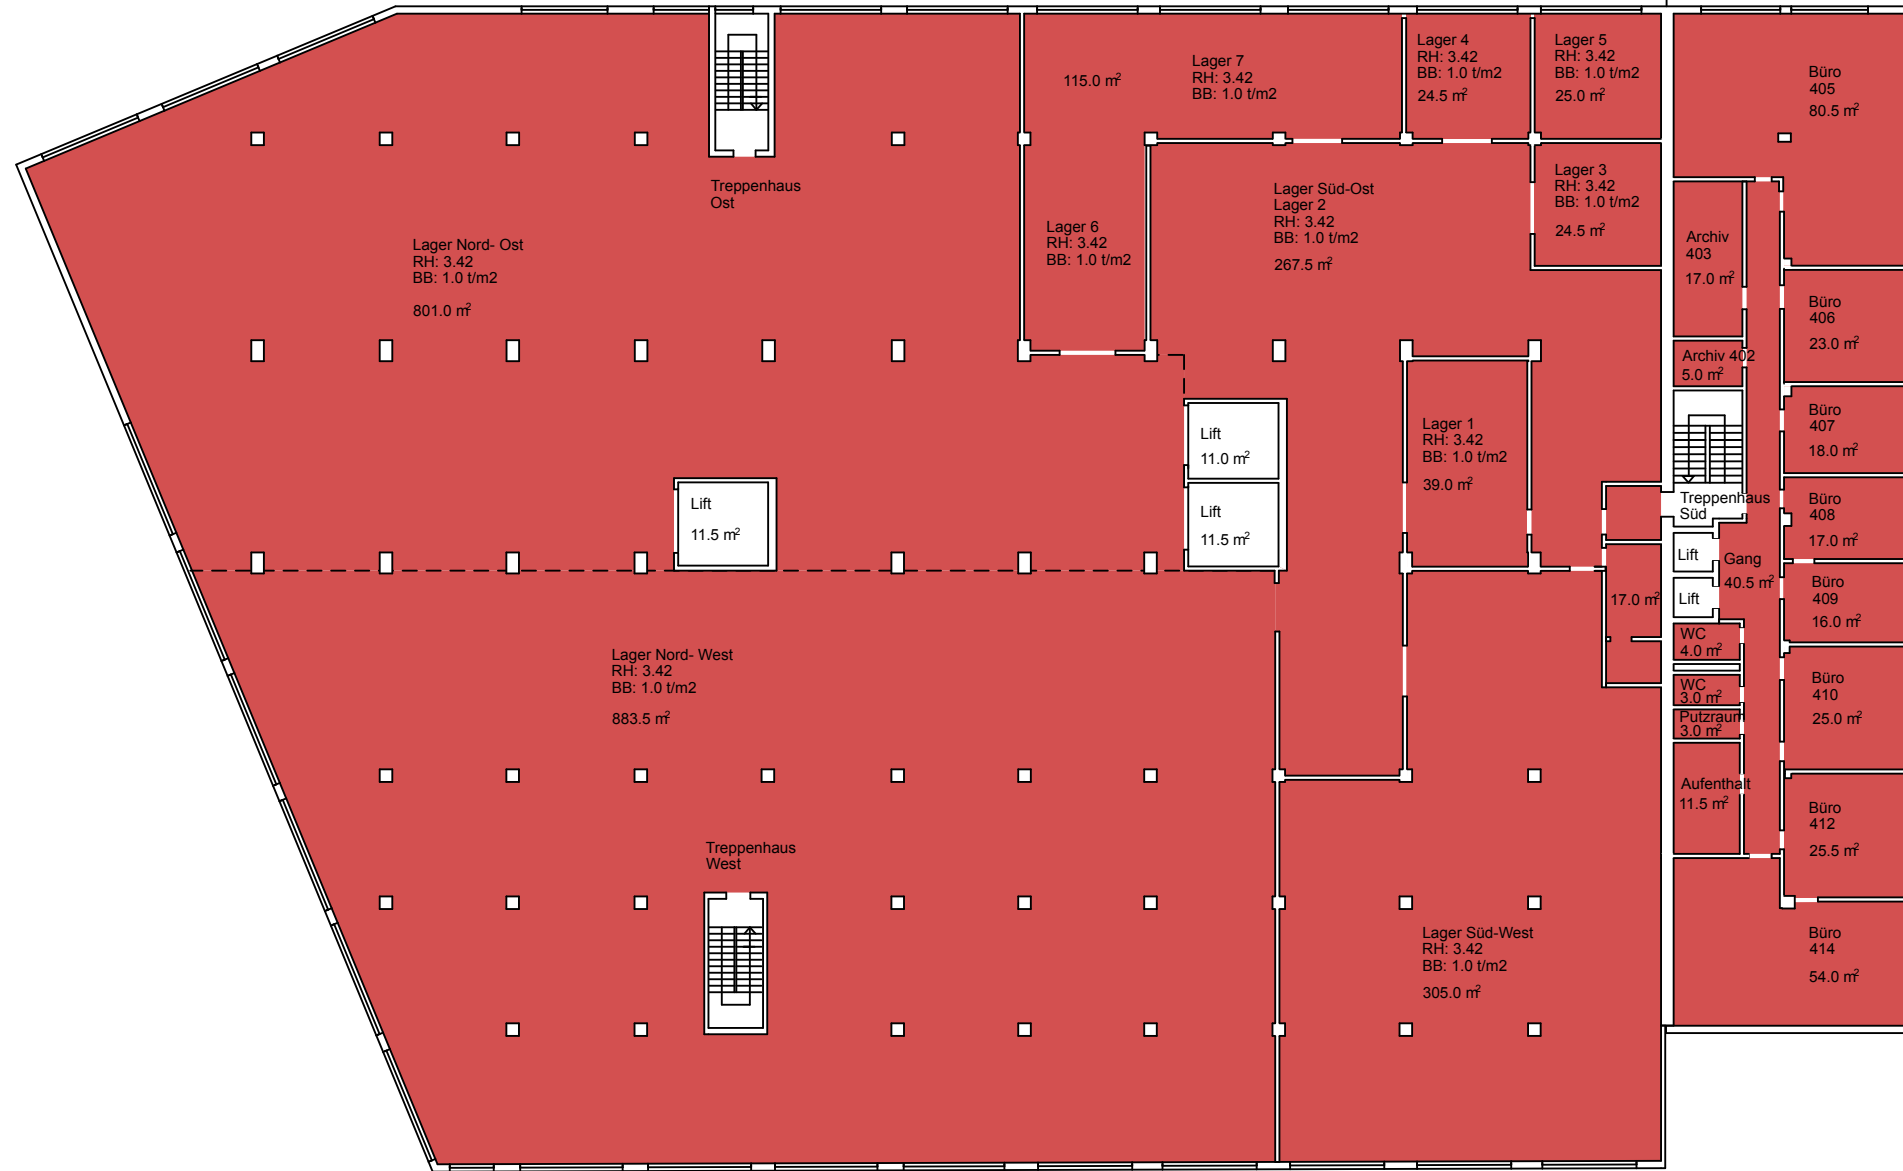 Lager 7
RH: 3.42
BB: 1.0 t/m2
115.0 m²
Lager 4
RH: 3.42
BB: 1.0 t/m2
24.5 m²
Lager 5
RH: 3.42
BB: 1.0 t/m2
25.0 m²
Büro
405
80.5 m²
Treppenhaus
Ost
Lager Nord- Ost
RH: 3.42
BB: 1.0 t/m2
801.0 m²
Lager 6
RH: 3.42
BB: 1.0 t/m2
Lager Süd-Ost
Lager 2
RH: 3.42
BB: 1.0 t/m2
267.5 m²
Lager 3
RH: 3.42
BB: 1.0 t/m2
24.5 m²
Archiv
403
17.0 m²
Büro
406
23.0 m²
Archiv 402
5.0 m²
Büro
407
18.0 m²
Lift
11.0 m²
Lager 1
RH: 3.42
BB: 1.0 t/m2
39.0 m²
Lift
11.5 m²
Lift
11.5 m²
Treppenhaus
Süd
Büro
408
17.0 m²
Lift
Gang
40.5 m²
Büro
409
16.0 m²
Lift
17.0 m²
WC
4.0 m²
Lager Nord- West
RH: 3.42
BB: 1.0 t/m2
883.5 m²
WC
3.0 m²
Putzraum
3.0 m²
Büro
410
25.0 m²
Aufenthalt
11.5 m²
Büro
412
25.5 m²
Treppenhaus
West
Lager Süd-West
RH: 3.42
BB: 1.0 t/m2
305.0 m²
Büro
414
54.0 m²